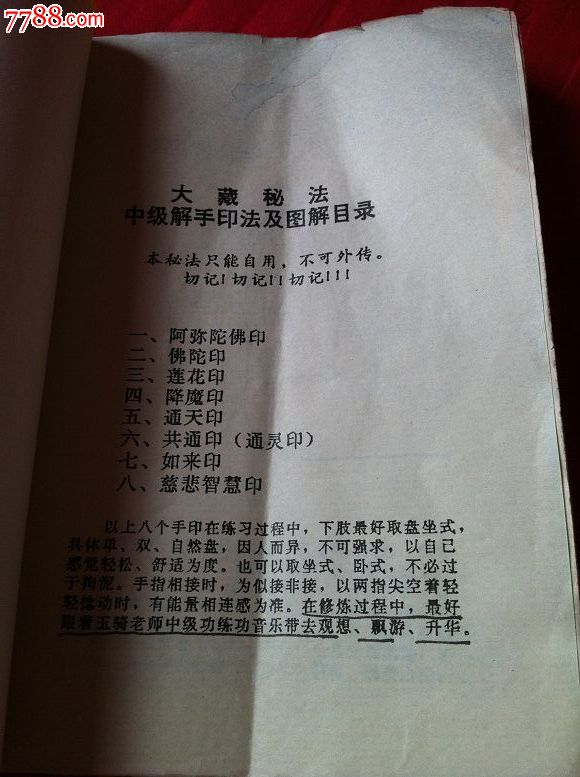 7788.com
大藏秘法
中级解手印法及图解目录
本秘法只能自用，不可外传。
切记！切记！！切记！！！
一、阿弥陀佛印
二、佛陀印
三、莲花印
四、降魔印
五、通天印
六、共通印（通灵印）
七、如来印
八、慈悲智慧印
以上八个手印在练习过程中，下肢最好取盘坐式，
具体单、双、自然盘，因人而异，不可强求，以自己
感觉轻松、舒适为度。也可以取坐式、卧式，不必过
于拘泥。手指相接时，为似接非接，以两指尖空着轻
轻捻动时，有能量相连感为准。在修炼过程中，最好
跟着玉骑老师中级功练功音乐带去观想、飘游、升华。